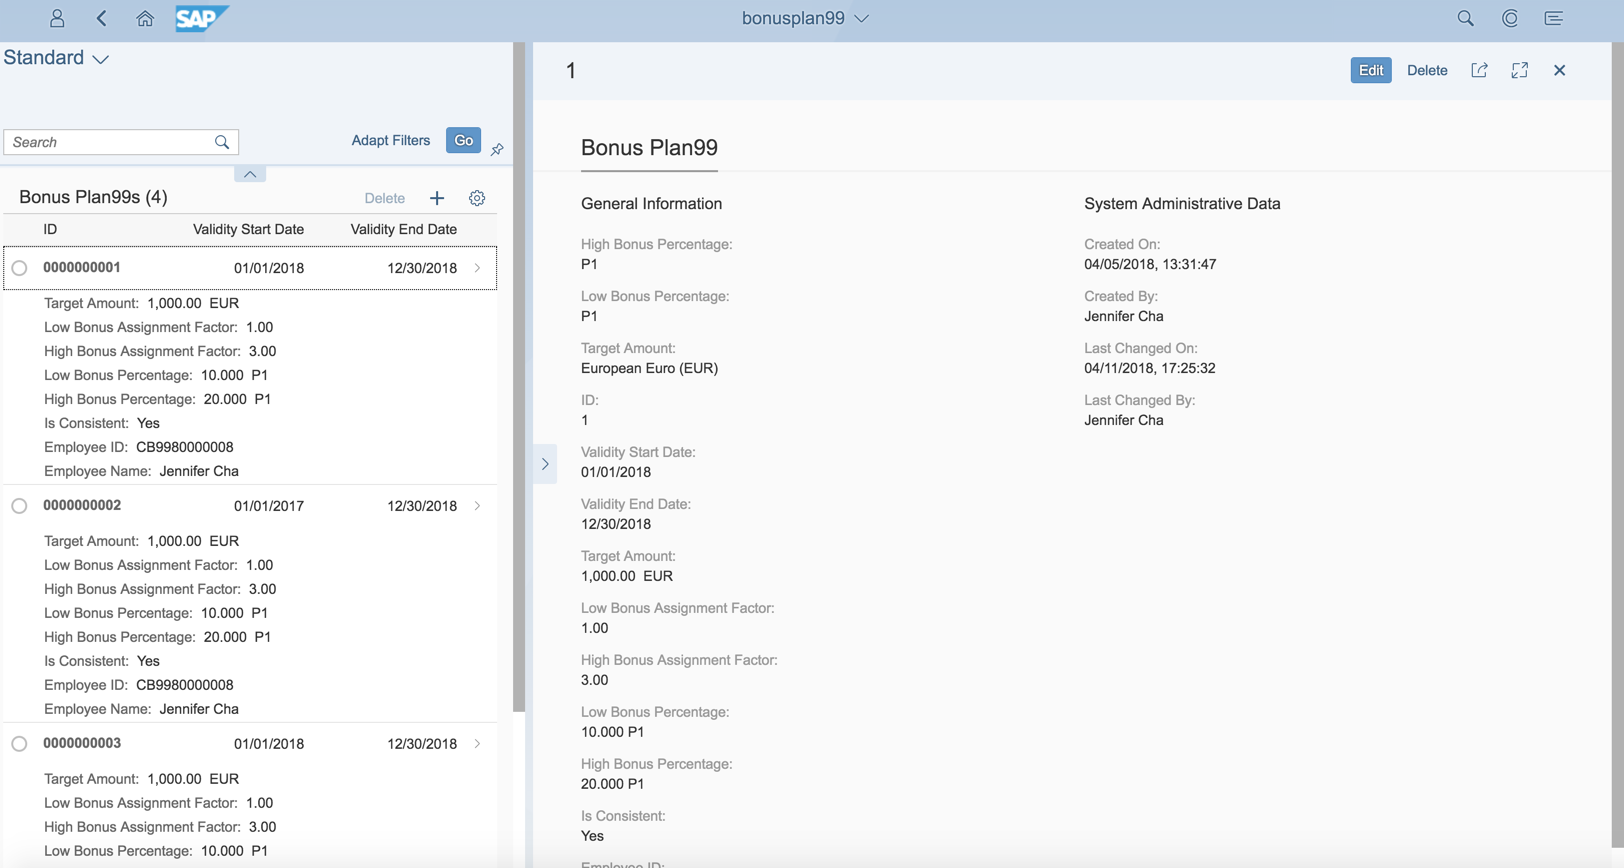 SAP
bonusplan99
Standard
Search
Adapt Filters
Go
Bonus Plan99s (4)
Delete
ID Validity Start Date Validity End Date
0000000001 01/01/2018 12/30/2018
Target Amount: 1,000.00 EUR
Low Bonus Assignment Factor: 1.00
High Bonus Assignment Factor: 3.00
Low Bonus Percentage: 10.000 P1
High Bonus Percentage: 20.000 P1
Is Consistent: Yes
Employee ID: CB9980000008
Employee Name: Jennifer Cha
0000000002 01/01/2017 12/30/2018
Target Amount: 1,000.00 EUR
Low Bonus Assignment Factor: 1.00
High Bonus Assignment Factor: 3.00
Low Bonus Percentage: 10.000 P1
High Bonus Percentage: 20.000 P1
Is Consistent: Yes
Employee ID: CB9980000008
Employee Name: Jennifer Cha
0000000003 01/01/2018 12/30/2018
Target Amount: 1,000.00 EUR
Low Bonus Assignment Factor: 1.00
High Bonus Assignment Factor: 3.00
Low Bonus Percentage: 10.000 P1
1
Edit Delete
Bonus Plan99
General Information
High Bonus Percentage:
P1
Low Bonus Percentage:
P1
Target Amount:
European Euro (EUR)
ID:
1
Validity Start Date:
01/01/2018
Validity End Date:
12/30/2018
Target Amount:
1,000.00 EUR
Low Bonus Assignment Factor:
1.00
High Bonus Assignment Factor:
3.00
Low Bonus Percentage:
10.000 P1
High Bonus Percentage:
20.000 P1
Is Consistent:
Yes
Employee ID:
System Administrative Data
Created On:
04/05/2018, 13:31:47
Created By:
Jennifer Cha
Last Changed On:
04/11/2018, 17:25:32
Last Changed By:
Jennifer Cha